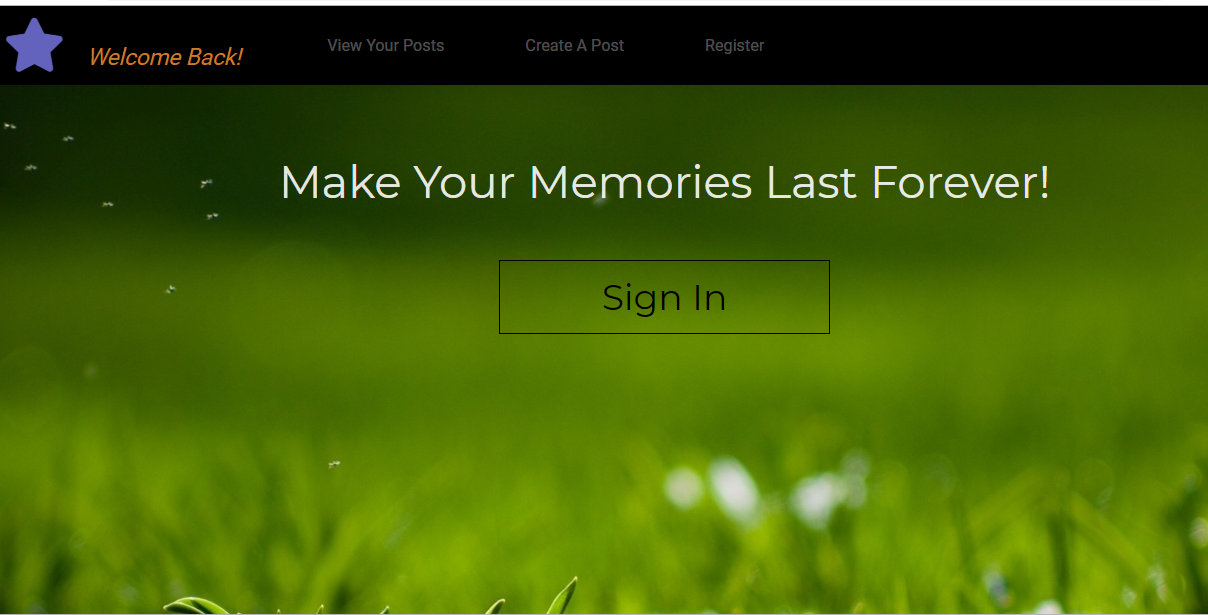 Welcome Back!
View Your Posts
Create A Post
Register
Make Your Memories Last Forever!
Sign In